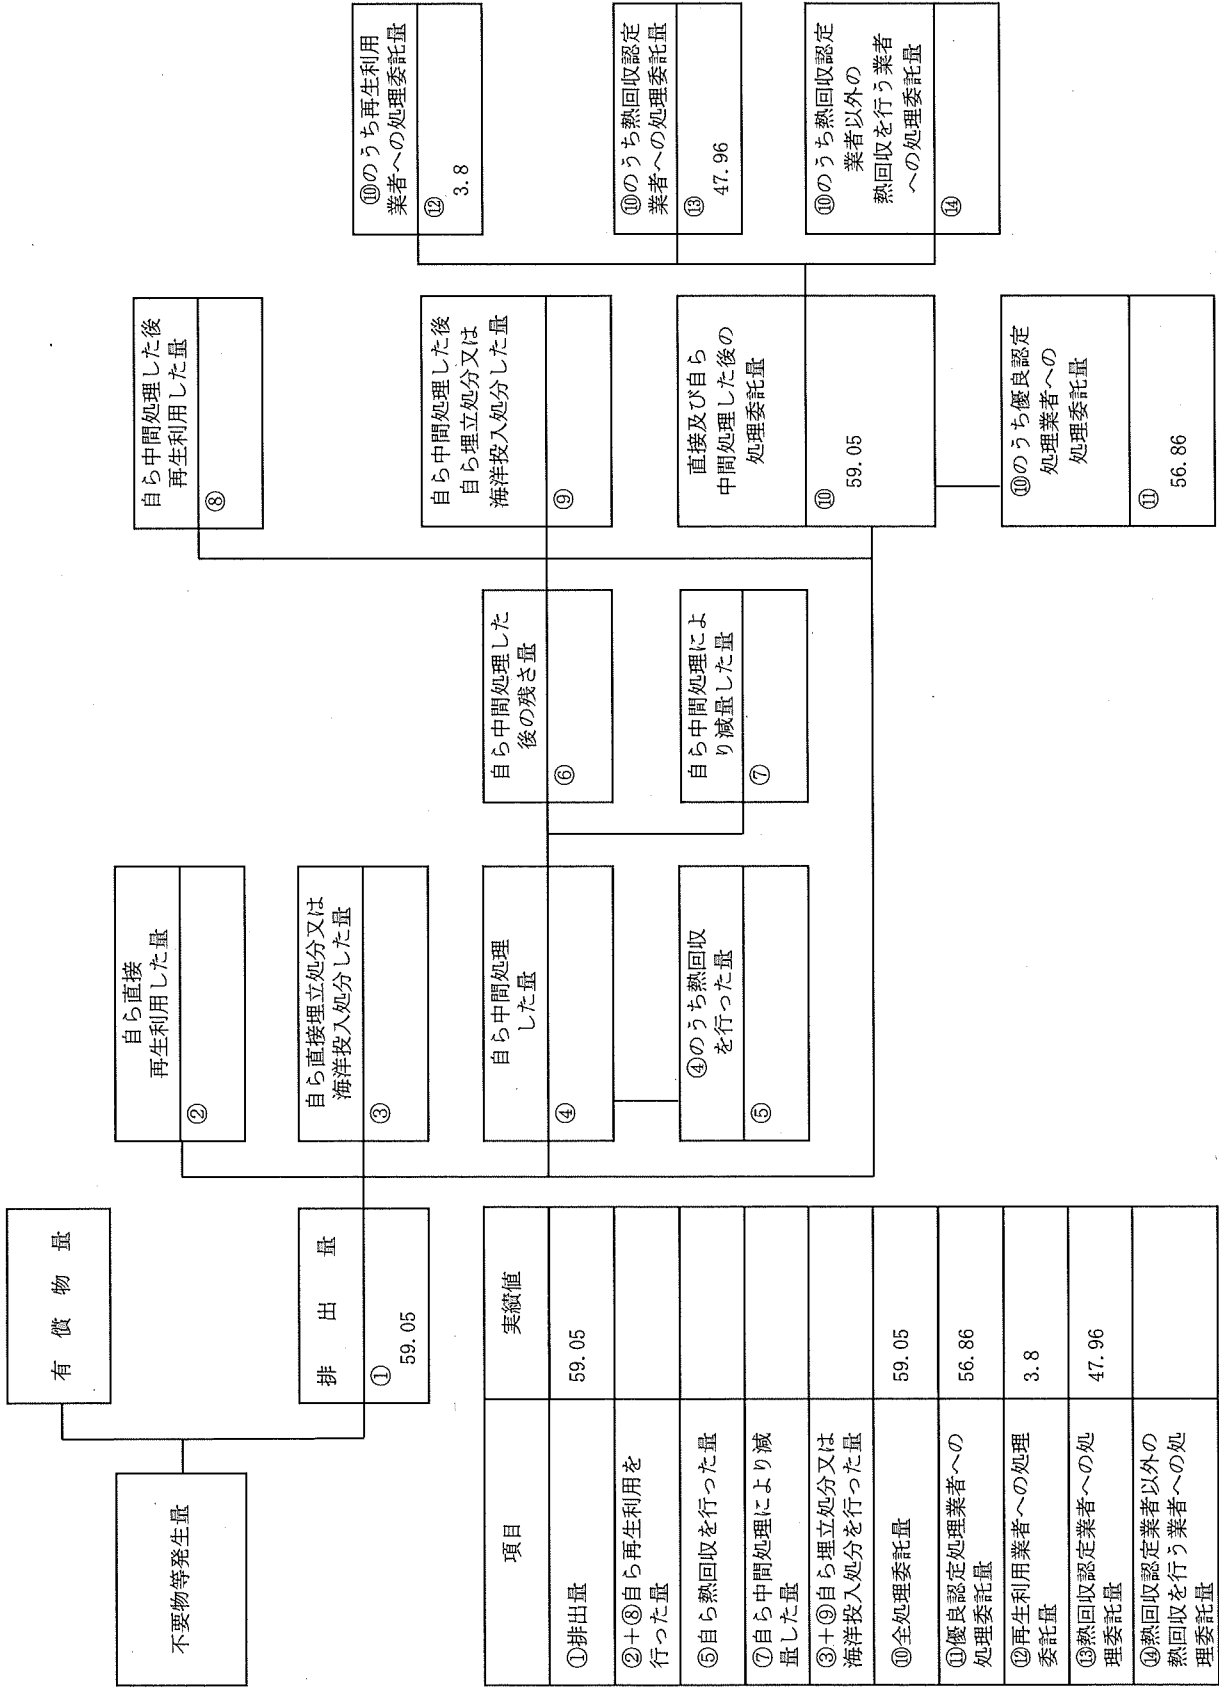 不要物等発生量
有償物量
排出量
①
59.05
自ら直接
再生利用した量
②
自ら直接埋立処分又は
海洋投入処分した量
③
自ら中間処理
した量
④
④のうち熱回収
を行った量
⑤
自ら中間処理した
後の残さ量
⑥
自ら中間処理によ
り減量した量
⑦
自ら中間処理した後
再生利用した量
⑧
自ら中間処理した後
自ら埋立処分又は
海洋投入処分した量
⑨
直接及び自ら
中間処理した後の
処理委託量
⑩
59.05
⑩のうち優良認定
処理業者への
処理委託量
⑪
56.86
⑩のうち再生利用
業者への処理委託量
⑫
3.8
⑩のうち熱回収認定
業者への処理委託量
⑬
47.96
⑩のうち熱回収認定
業者以外の
熱回収を行う業者
への処理委託量
⑭
項目 実績値
①排出量 59.05
②+⑧自ら再生利用を
行った量
⑤自ら熱回収を行った量
⑦自ら中間処理により減
量した量
③+⑨自ら埋立処分又は
海洋投入処分を行った量
⑩全処理委託量 59.05
⑪優良認定処理業者への
処理委託量 56.86
⑫再生利用業者への処理
委託量 3.8
⑬熱回収認定業者への処
理委託量 47.96
⑭熱回収認定業者以外の
熱回収を行う業者への処
理委託量